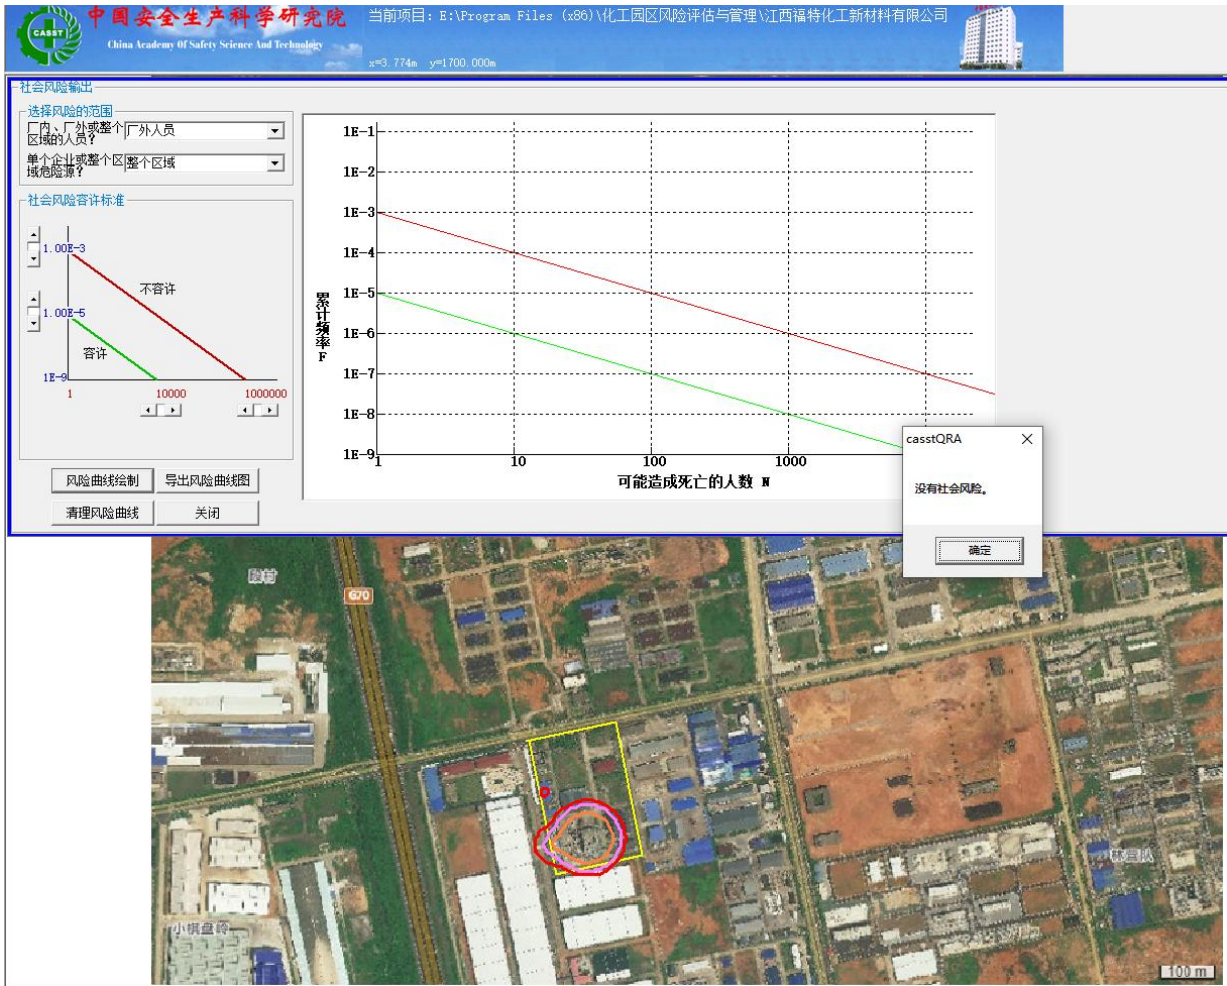 中国安全生产科学研究院
CASST
China Academy Of Safety Science And Technology
当前项目：E:\Program Files (x86)\化工园区风险评估与管理\江西福特化工新材料有限公司
x=3.774m y=1700.000m
社会风险输出
选择风险的范围
厂内、厂外或整个区域的人员？
厂外人员
单个企业或整个区域危险源？
整个区域
社会风险容许标准
1.00E-3
不容许
1.00E-5
容许
1E-9
1 10000 1000000
风险曲线绘制 导出风险曲线图
清理风险曲线 关闭
1E-1
1E-2
1E-3
1E-4
1E-5
1E-6
1E-7
1E-8
1E-9
累计频率F
1 10 100 1000
可能造成死亡的人数 N
casstQRA
没有社会风险。
确定
G70
小棋盘岭
100 m